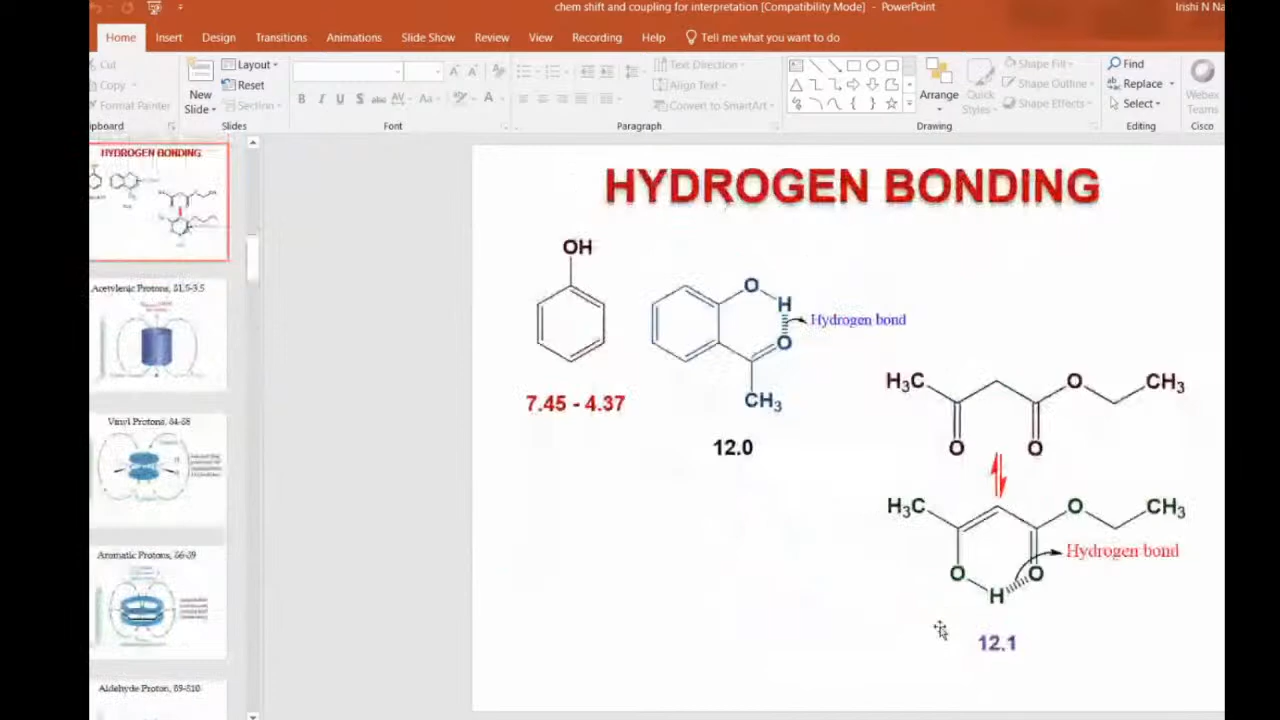 chem shift and coupling for interpretation [Compatibility Mode] - PowerPoint
Irishi N Na
Home Insert Design Transitions Animations Slide Show Review View Recording Help Tell me what you want to do
Cut
Copy
Format Painter
lipboard
New
Slide
Layout
Reset
Section
Slides
B I U S abc AV Aa A
Font
Text Direction
Align Text
Convert to SmartArt
Paragraph
Arrange
Quick
Styles
Shape Fill
Shape Outline
Shape Effects
Drawing
Find
Replace
Select
Editing
Webex
Teams
Cisco
HYDROGEN BONDING
Acetylenic Protons, δ1.5-3.5
Vinyl Protons, δ4-δ8
Aromatic Protons, δ6-δ9
Aldehyde Proton, δ9-δ10
HYDROGEN BONDING
OH
7.45 - 4.37
O
H
Hydrogen bond
O
CH3
12.0
H3C
O
CH3
O
O
H3C
O
CH3
Hydrogen bond
O
O
H
12.1